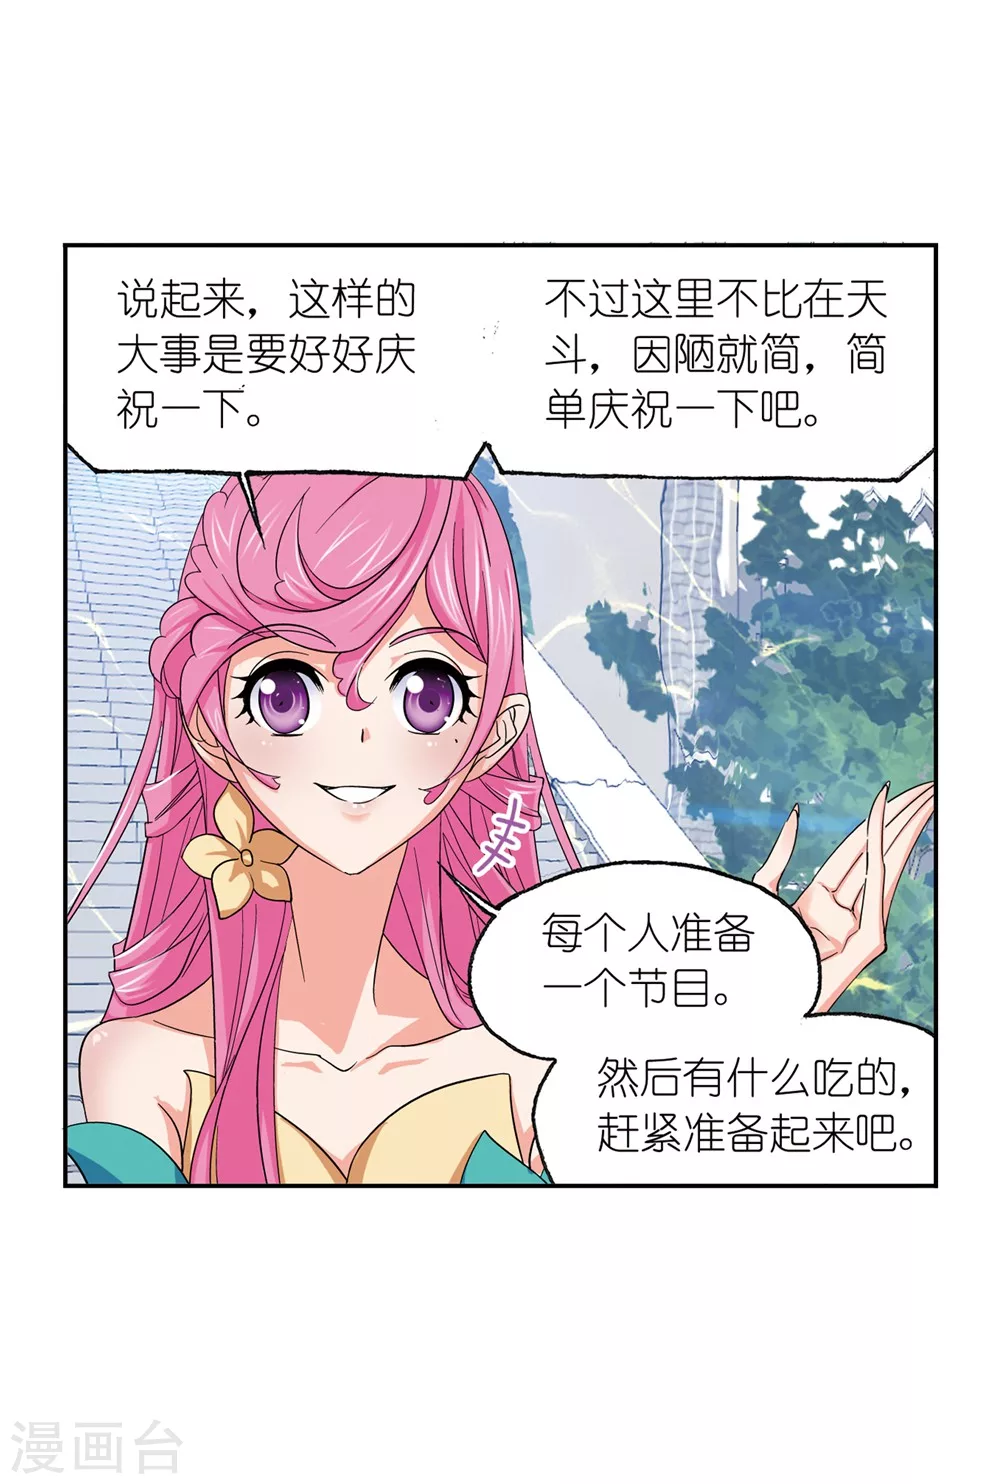 说起来，这样的
大事是要好好庆
祝一下。
不过这里不比在天
斗，因陋就简，简
单庆祝一下吧。
每个人准备
一个节目。
然后有什么吃的，
赶紧准备起来吧。
漫画台